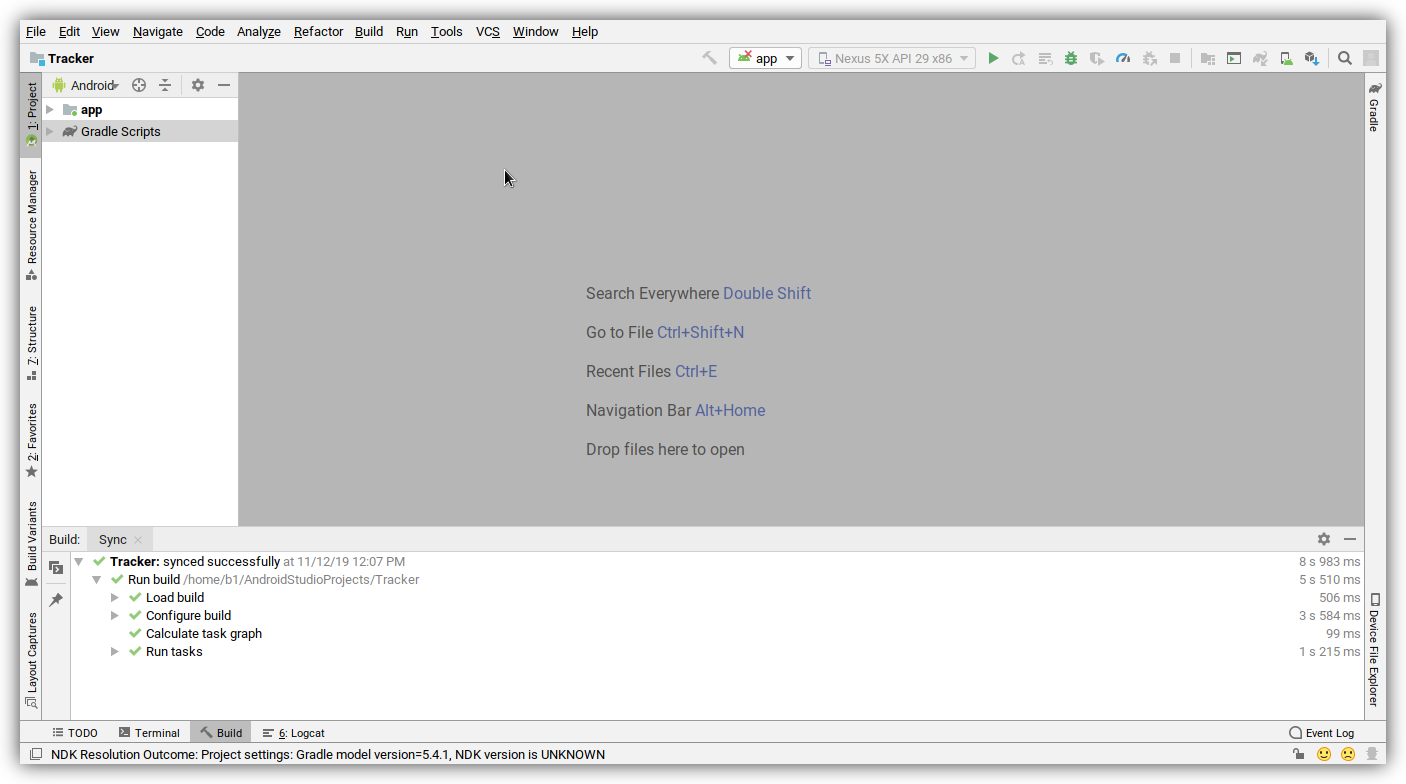 File Edit View Navigate Code Analyze Refactor Build Run Tools VCS Window Help
Tracker
app
Nexus 5X API 29 x86
1: Project
Resource Manager
7: Structure
2: Favorites
Build Variants
Layout Captures
Android
app
Gradle Scripts
Search Everywhere Double Shift
Go to File Ctrl+Shift+N
Recent Files Ctrl+E
Navigation Bar Alt+Home
Drop files here to open
Gradle
Device File Explorer
Build: Sync
Tracker: synced successfully at 11/12/19 12:07 PM 8 s 983 ms
Run build /home/b1/AndroidStudioProjects/Tracker 5 s 510 ms
Load build 506 ms
Configure build 3 s 584 ms
Calculate task graph 99 ms
Run tasks 1 s 215 ms
TODO Terminal Build 6: Logcat Event Log
NDK Resolution Outcome: Project settings: Gradle model version=5.4.1, NDK version is UNKNOWN